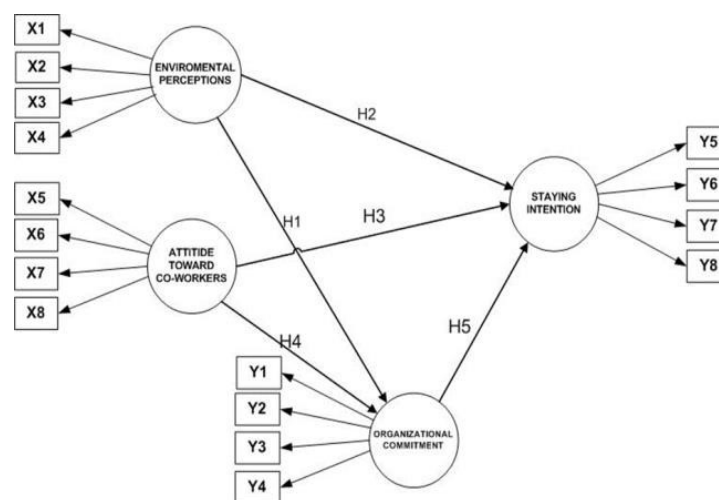 X1
X2
X3
X4
ENVIROMENTAL
PERCEPTIONS
H2
Y5
Y6
Y7
Y8
STAYING
INTENTION
X5
X6
X7
X8
ATTITIDE
TOWARD
CO-WORKERS
H1
H3
H4
H5
Y1
Y2
Y3
Y4
ORGANIZATIONAL
COMMITMENT